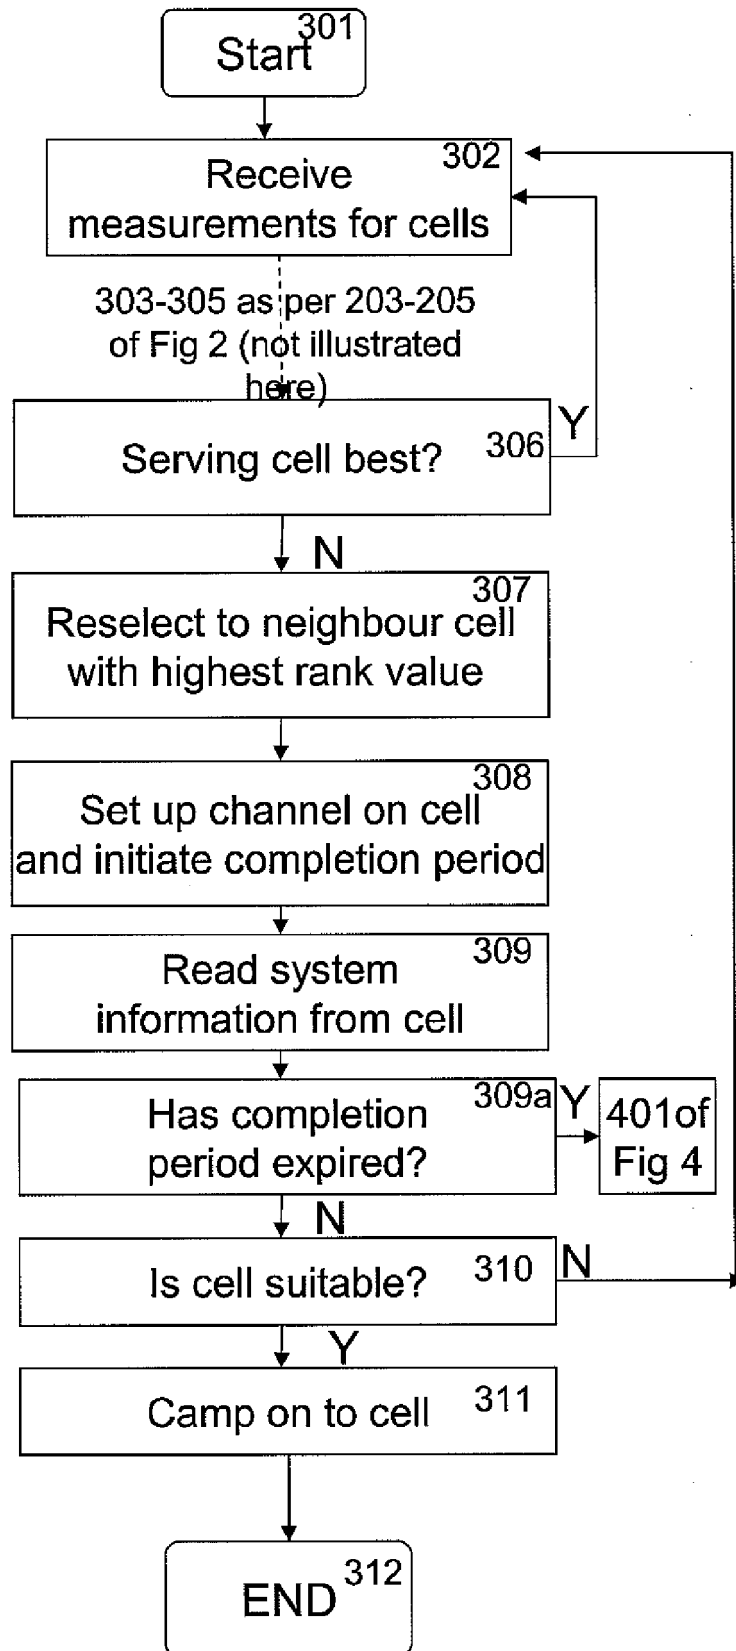 301
Start
302
Receive
measurements for cells
303-305 as per 203-205
of Fig 2 (not illustrated
here)
Serving cell best?
306
Y
N
307
Reselect to neighbour cell
with highest rank value
308
Set up channel on cell
and initiate completion period
309
Read system
information from cell
309a
Has completion
period expired?
Y
401of
Fig 4
N
Is cell suitable?
310
N
Y
Camp on to cell
311
312
END